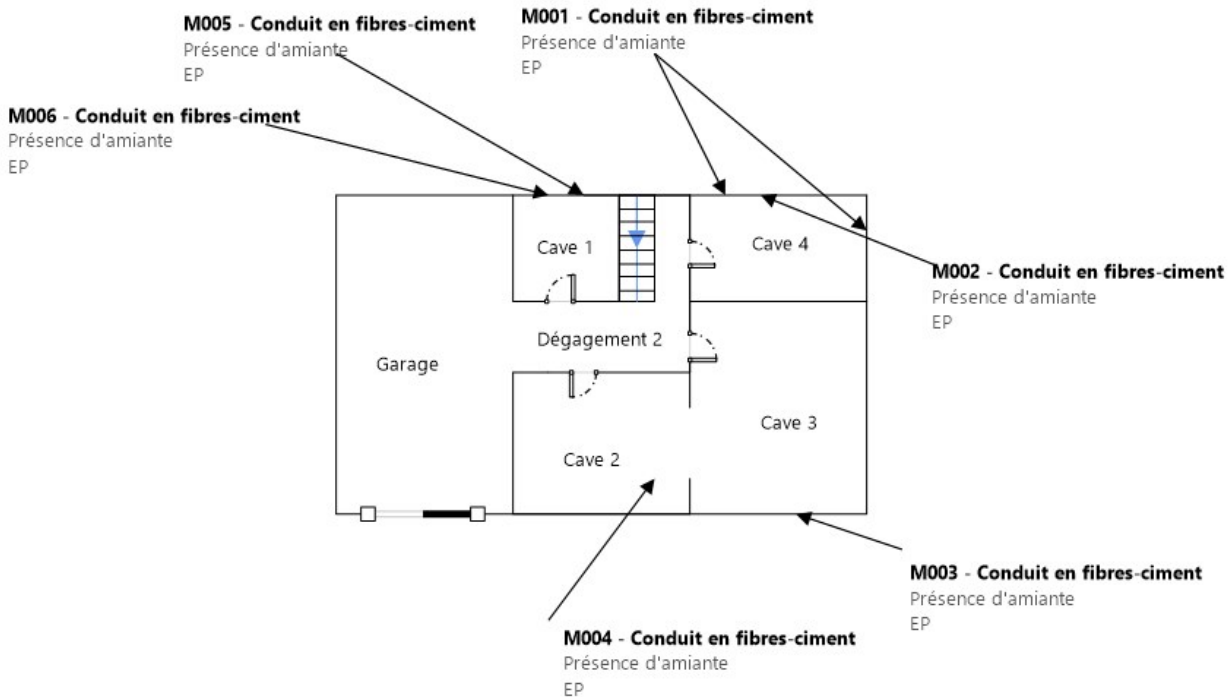 M005 - Conduit en fibres-ciment
Présence d'amiante
EP
M001 - Conduit en fibres-ciment
Présence d'amiante
EP
M006 - Conduit en fibres-ciment
Présence d'amiante
EP
Cave 1
Cave 4
M002 - Conduit en fibres-ciment
Présence d'amiante
EP
Dégagement 2
Garage
Cave 3
Cave 2
M003 - Conduit en fibres-ciment
Présence d'amiante
EP
M004 - Conduit en fibres-ciment
Présence d'amiante
EP